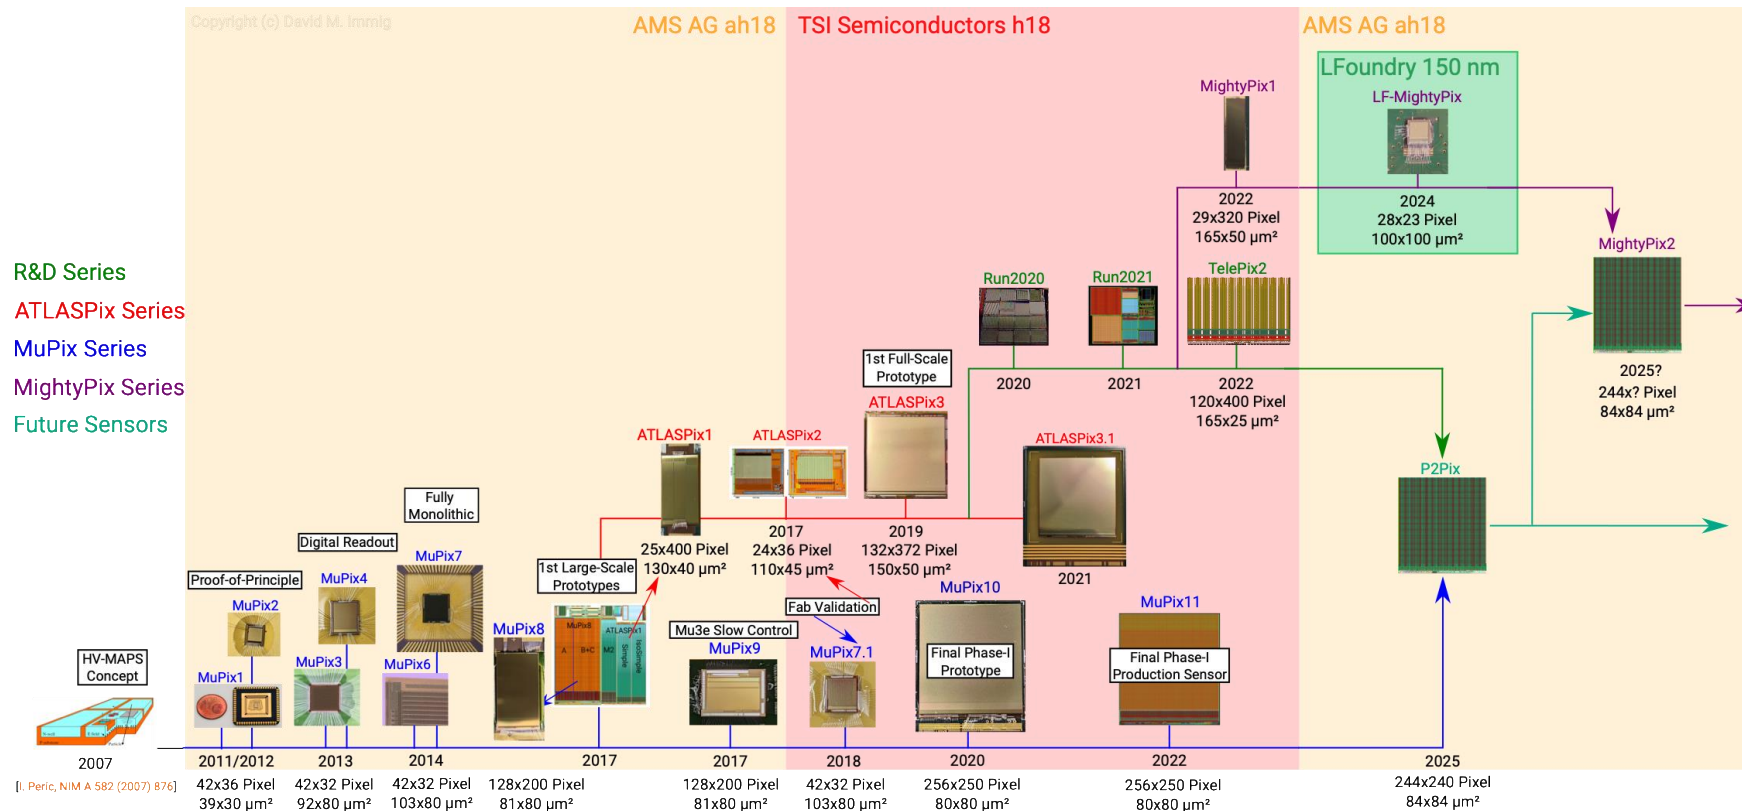 Copyright (c) David M. Immig
AMS AG ah18
TSI Semiconductors h18
AMS AG ah18
LFoundry 150 nm
MightyPix1
LF-MightyPix
2022
29x320 Pixel
165x50 µm²
2024
28x23 Pixel
100x100 µm²
MightyPix2
2025?
244x? Pixel
84x84 µm²
R&D Series
ATLASPix Series
MuPix Series
MightyPix Series
Future Sensors
Run2020
Run2021
TelePix2
2020
2021
2022
120x400 Pixel
165x25 µm²
1st Full-Scale
Prototype
ATLASPix3
ATLASPix1
ATLASPix2
ATLASPix3.1
P2Pix
25x400 Pixel
130x40 µm²
2017
24x36 Pixel
110x45 µm²
2019
132x372 Pixel
150x50 µm²
2021
Fully
Monolithic
Digital Readout
Proof-of-Principle
MuPix7
MuPix4
MuPix2
1st Large-Scale
Prototypes
Fab Validation
Mu3e Slow Control
HV-MAPS
Concept
MuPix1
MuPix3
MuPix6
MuPix8
MuPix8
ATLASPix1
A
B+C
M2
Simple
IsoSimple
MuPix9
MuPix7.1
MuPix10
Final Phase-I
Prototype
MuPix11
Final Phase-I
Production Sensor
2007
[I. Peric, NIM A 582 (2007) 876]
2011/2012
42x36 Pixel
39x30 µm²
2013
42x32 Pixel
92x80 µm²
2014
42x32 Pixel
103x80 µm²
2017
128x200 Pixel
81x80 µm²
2017
128x200 Pixel
81x80 µm²
2018
42x32 Pixel
103x80 µm²
2020
256x250 Pixel
80x80 µm²
2022
256x250 Pixel
80x80 µm²
2025
244x240 Pixel
84x84 µm²